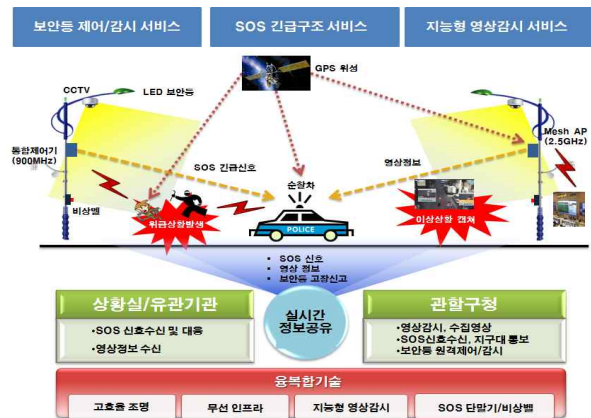 보안등 제어/감시 서비스
SOS 긴급구조 서비스
지능형 영상감시 서비스
GPS 위성
CCTV
LED 보안등
Mesh AP
(2.5GHz)
통합제어기
(900MHz)
SOS 긴급신호
영상정보
순찰차
비상벨
위급상황발생
POLICE
이상상황 캡쳐
• SOS 신호
• 영상 정보
• 보안등 고장신고
상황실/유관기관
•SOS 신호수신 및 대응
•영상정보 수신
실시간
정보공유
관할구청
•영상감시, 수집영상
•SOS신호수신, 지구대 통보
•보안등 원격제어/감시
융복합기술
고효율 조명
무선 인프라
지능형 영상감시
SOS 단말기/비상벨